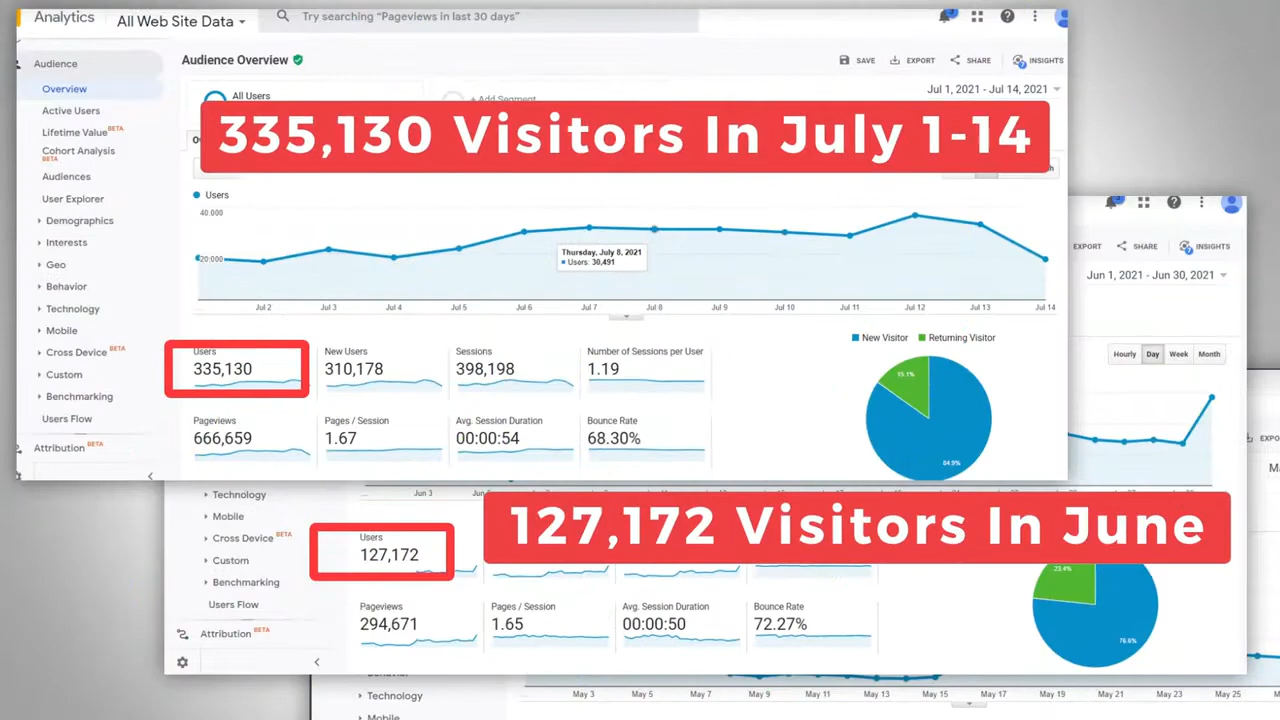 Analytics
All Web Site Data
Try searching "Pageviews in last 30 days"
Audience
Overview
Active Users
Lifetime Value BETA
Cohort Analysis
BETA
Audiences
User Explorer
Demographics
Interests
Geo
Behavior
Technology
Mobile
Cross Device BETA
Custom
Benchmarking
Users Flow
Attribution BETA
Audience Overview
SAVE
EXPORT
SHARE
INSIGHTS
All Users
+ Add Segment
Jul 1, 2021 - Jul 14, 2021
335,130 Visitors In July 1-14
Users
40,000
20,000
Thursday, July 8, 2021
Users: 30,491
Jul 2
Jul 3
Jul 4
Jul 5
Jul 6
Jul 7
Jul 8
Jul 9
Jul 10
Jul 11
Jul 12
Jul 13
Jul 14
Users
335,130
New Users
310,178
Sessions
398,198
Number of Sessions per User
1.19
Pageviews
666,659
Pages / Session
1.67
Avg. Session Duration
00:00:54
Bounce Rate
68.30%
New Visitor
Returning Visitor
15.1%
84.9%
EXPORT
SHARE
INSIGHTS
Jun 1, 2021 - Jun 30, 2021
Hourly
Day
Week
Month
Jun 3
127,172 Visitors In June
Technology
Mobile
Cross Device BETA
Custom
Benchmarking
Users Flow
Attribution BETA
Users
127,172
Pageviews
294,671
Pages / Session
1.65
Avg. Session Duration
00:00:50
Bounce Rate
72.27%
23.4%
76.6%
Technology
Mobile
May 3
May 5
May 7
May 9
May 11
May 13
May 15
May 17
May 19
May 21
May 23
May 25